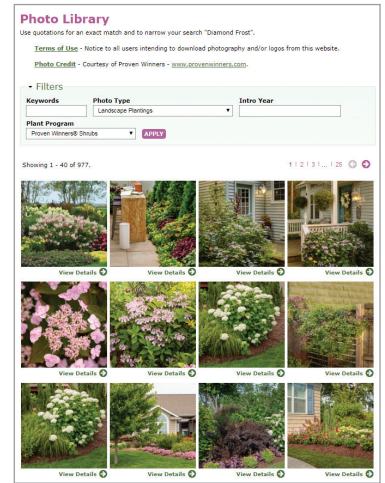 Photo Library
Use quotations for an exact match and to narrow your search "Diamond Frost".
Terms of Use - Notice to all users intending to download photography and/or logos from this website.
Photo Credit - Courtesy of Proven Winners - www.provenwinners.com.
Filters
Keywords Photo Type Intro Year
Landscape Plantings
Plant Program
Proven Winners® Shrubs APPLY
Showing 1 - 40 of 977. 1 | 2 | 3 | ... | 25
View Details View Details View Details View Details
View Details View Details View Details View Details
View Details View Details View Details View Details